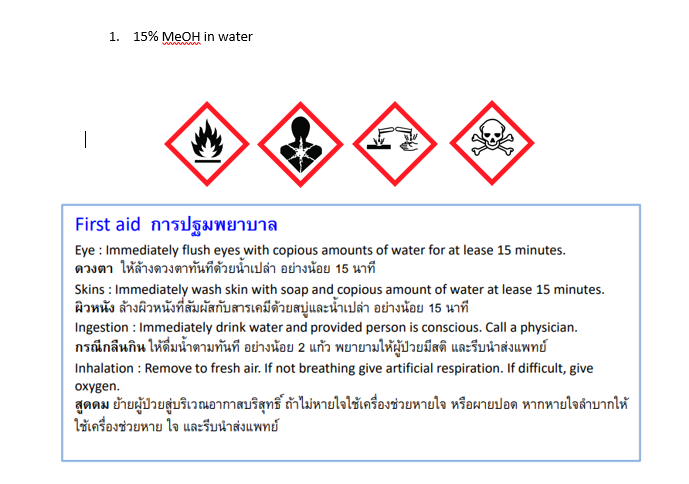 1. 15% MeOH in water
First aid การปฐมพยาบาล
Eye : Immediately flush eyes with copious amounts of water for at lease 15 minutes.
ดวงตา ให้ล้างดวงตาทันทีด้วยน้ำเปล่า อย่างน้อย 15 นาที
Skins : Immediately wash skin with soap and copious amount of water at lease 15 minutes.
ผิวหนัง ล้างผิวหนังที่สัมผัสกับสารเคมีด้วยสบู่และน้ำเปล่า อย่างน้อย 15 นาที
Ingestion : Immediately drink water and provided person is conscious. Call a physician.
กรณีกลืนกิน ให้ดื่มน้ำตามทันที อย่างน้อย 2 แก้ว พยายามให้ผู้ป่วยมีสติ และรีบนำส่งแพทย์
Inhalation : Remove to fresh air. If not breathing give artificial respiration. If difficult, give
oxygen.
สูดดม ย้ายผู้ป่วยสู่บริเวณอากาศบริสุทธิ์ ถ้าไม่หายใจใช้เครื่องช่วยหายใจ หรือผายปอด หากหายใจลำบากให้
ใช้เครื่องช่วยหาย ใจ และรีบนำส่งแพทย์